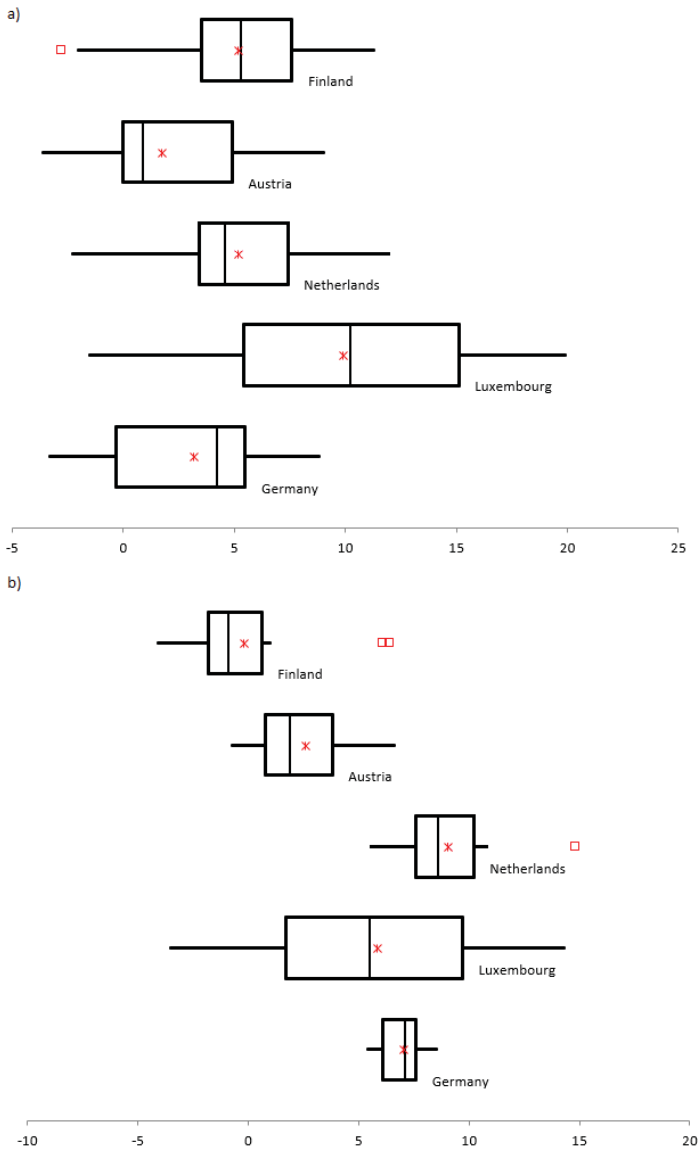 a)
Finland
Austria
Netherlands
Luxembourg
Germany
-5 0 5 10 15 20 25
b)
Finland
Austria
Netherlands
Luxembourg
Germany
-10 -5 0 5 10 15 20